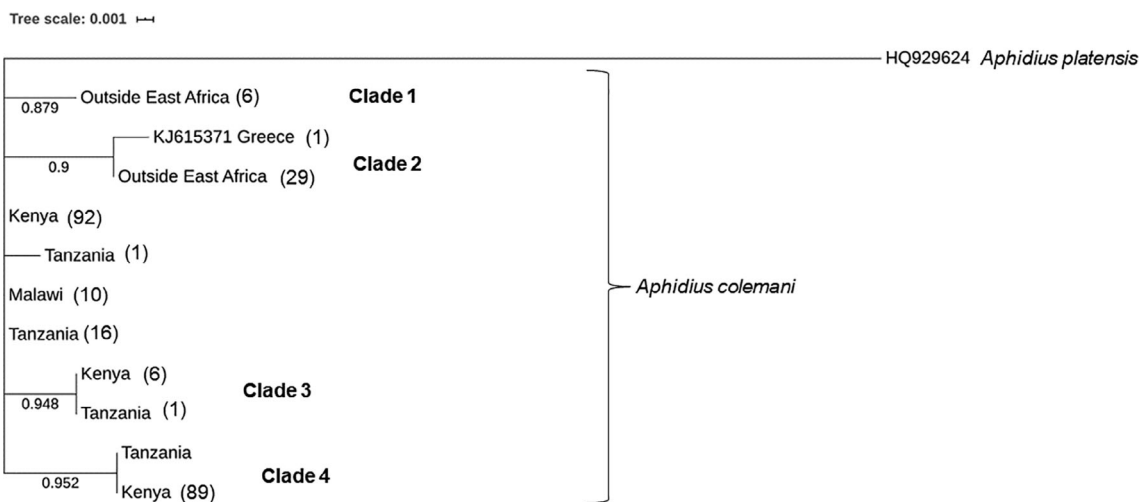 Tree scale: 0.001
HQ929624 Aphidius platensis
Outside East Africa (6) Clade 1
0.879
KJ615371 Greece (1)
0.9 Clade 2
Outside East Africa (29)
Kenya (92)
Tanzania (1)
Malawi (10) Aphidius colemani
Tanzania (16)
Kenya (6)
0.948 Clade 3
Tanzania (1)
Tanzania
0.952 Clade 4
Kenya (89)